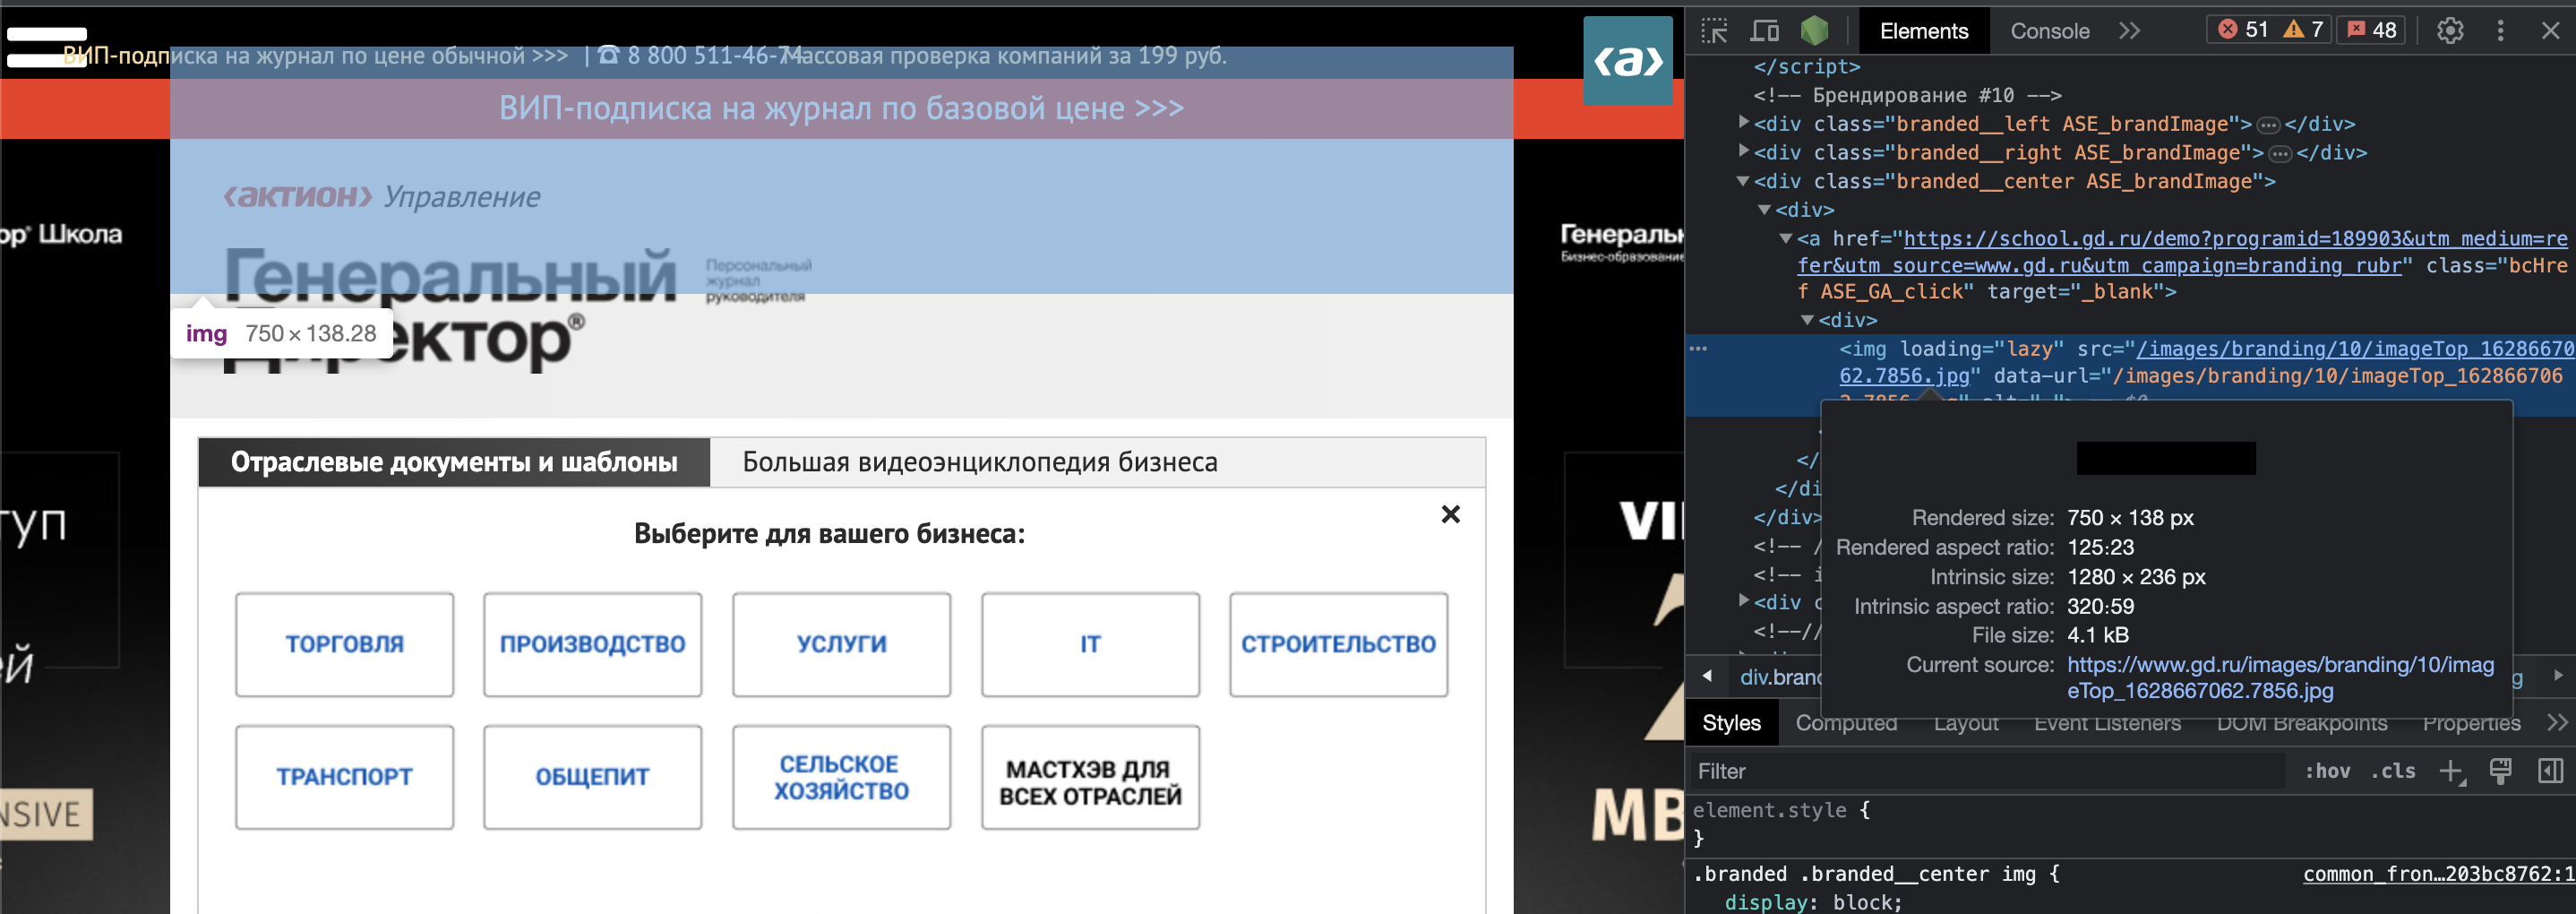 ВИП-подписка на журнал по цене обычной >>> | ☎ 8 800 511-46-74
Массовая проверка компаний за 199 руб.
‹a›
ВИП-подписка на журнал по базовой цене >>>
‹актион› Управление
Генеральный
Директор®
Персональный
журнал
руководителя
img 750 × 138.28
ор® Школа
Генеральн
Бизнес-образование
Отраслевые документы и шаблоны
Большая видеоэнциклопедия бизнеса
Выберите для вашего бизнеса:
ТОРГОВЛЯ
ПРОИЗВОДСТВО
УСЛУГИ
IT
СТРОИТЕЛЬСТВО
ТРАНСПОРТ
ОБЩЕПИТ
СЕЛЬСКОЕ
ХОЗЯЙСТВО
МАСТХЭВ ДЛЯ
ВСЕХ ОТРАСЛЕЙ
туп
ей
NSIVE
VI
2
MB
Elements
Console
51
7
48
</script>
<!-- Брендирование #10 -->
<div class="branded__left ASE_brandImage">…</div>
<div class="branded__right ASE_brandImage">…</div>
<div class="branded__center ASE_brandImage">
<div>
<a href="https://school.gd.ru/demo?programid=189903&utm_medium=re
fer&utm_source=www.gd.ru&utm_campaign=branding_rubr" class="bcHre
f ASE_GA_click" target="_blank">
<div>
<img loading="lazy" src="/images/branding/10/imageTop_16286670
62.7856.jpg" data-url="/images/branding/10/imageTop_162866706
</
</di
</div>
<!-- /
<!-- i
<div c
<!--//
Rendered size: 750 × 138 px
Rendered aspect ratio: 125:23
Intrinsic size: 1280 × 236 px
Intrinsic aspect ratio: 320:59
File size: 4.1 kB
Current source: https://www.gd.ru/images/branding/10/imag
eTop_1628667062.7856.jpg
div.branc
g
Styles
Computed
Layout
Event Listeners
DOM Breakpoints
Properties
Filter
:hov
.cls
element.style {
}
.branded .branded__center img {
common_fron…203bc8762:1
display: block;